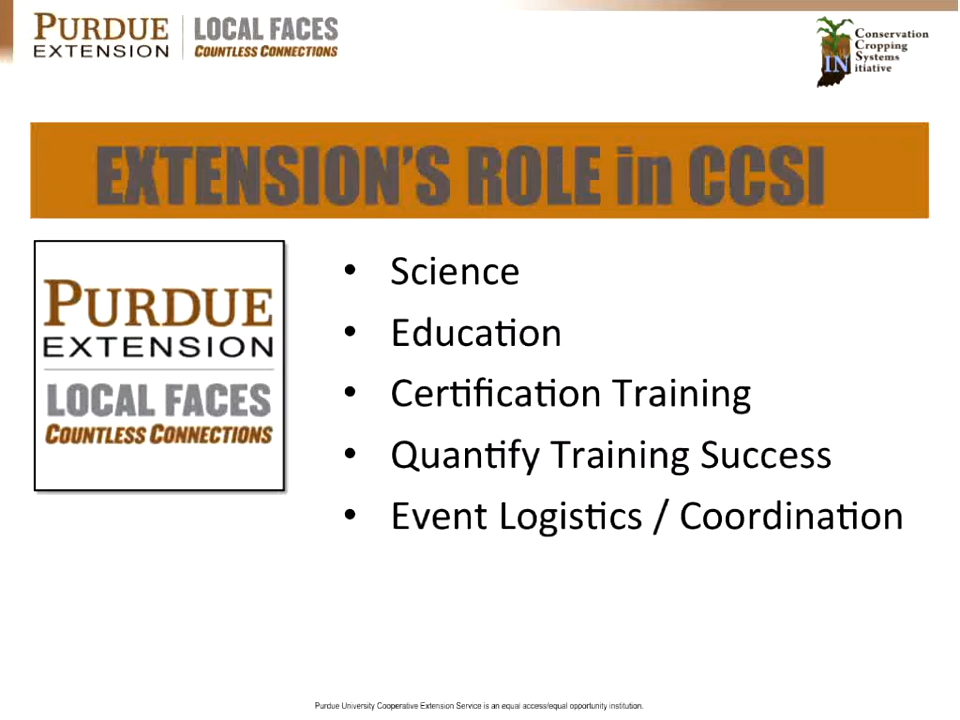 PURDUE
EXTENSION
LOCAL FACES
COUNTLESS CONNECTIONS
Conservation
Cropping
Systems
IN
itiative
EXTENSION'S ROLE in CCSI
PURDUE
EXTENSION
LOCAL FACES
COUNTLESS CONNECTIONS
• Science
• Education
• Certification Training
• Quantify Training Success
• Event Logistics / Coordination
Purdue University Cooperative Extension Service is an equal access/equal opportunity institution.